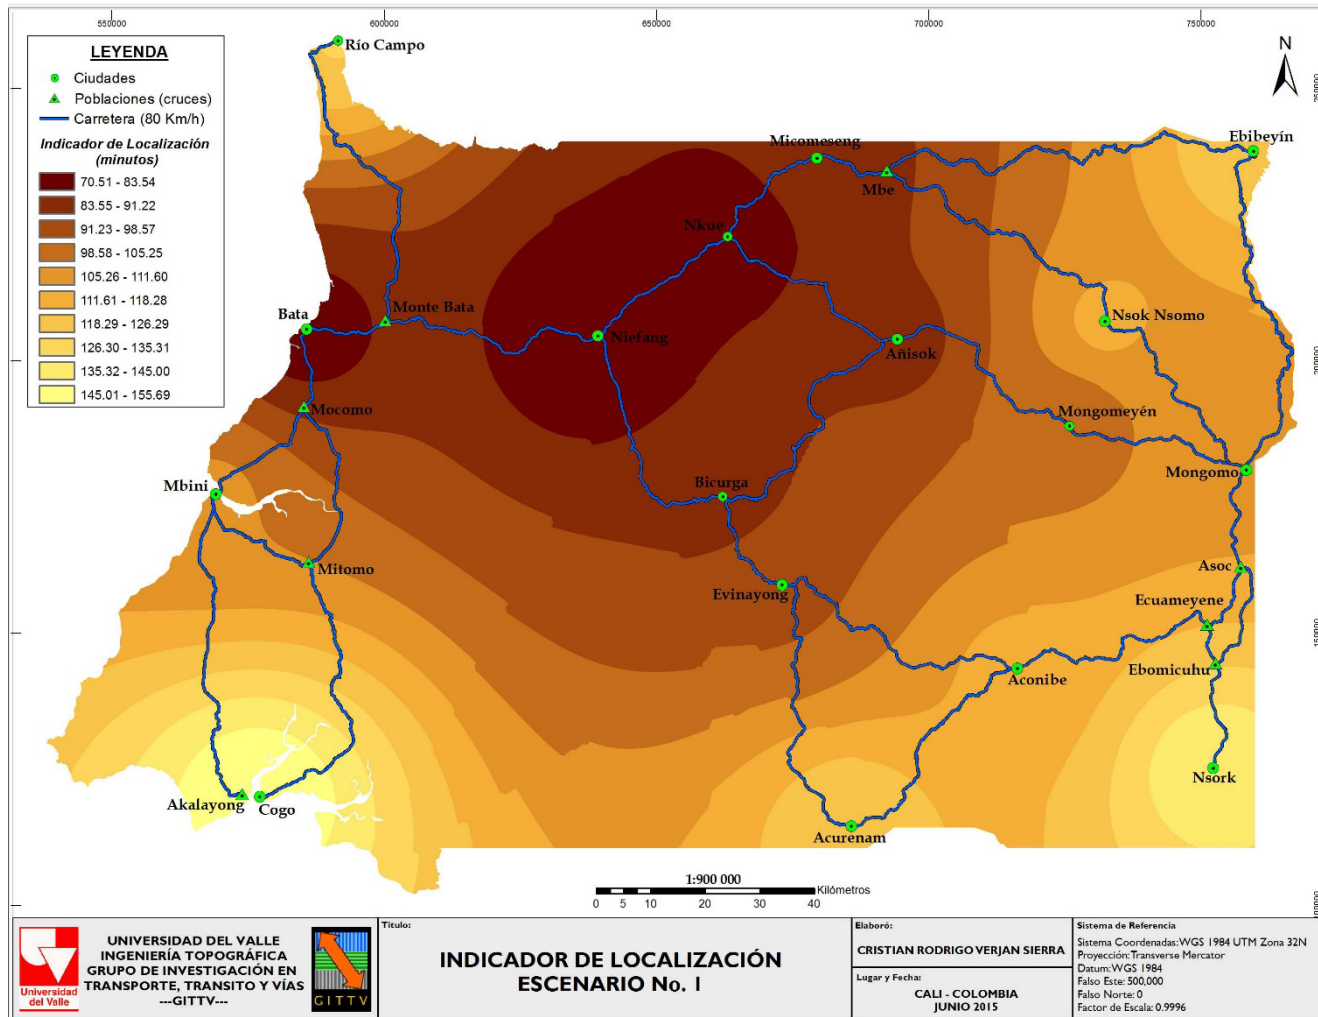 550000
600000
650000
700000
750000
LEYENDA
Ciudades
Poblaciones (cruces)
Carretera (80 Km/h)
Indicador de Localización
(minutos)
70.51 - 83.54
83.55 - 91.22
91.23 - 98.57
98.58 - 105.25
105.26 - 111.60
111.61 - 118.28
118.29 - 126.29
126.30 - 135.31
135.32 - 145.00
145.01 - 155.69
N
250000
200000
150000
100000
Río Campo
Micomeseng
Ebibeyín
Mbe
Nkue
Bata
Monte Bata
Niefang
Nsok Nsomo
Añisok
Mocomo
Mongomeyén
Mongomo
Mbini
Bicurga
Mitomo
Evinayong
Asoc
Ecuameyene
Aconibe
Ebomicuhu
Nsork
Akalayong
Cogo
Acurenam
1:900 000
Kilómetros
0 5 10 20 30 40
Universidad
del Valle
UNIVERSIDAD DEL VALLE
INGENIERÍA TOPOGRÁFICA
GRUPO DE INVESTIGACIÓN EN
TRANSPORTE, TRANSITO Y VÍAS
---GITTV---
GITTV
Titulo:
INDICADOR DE LOCALIZACIÓN
ESCENARIO No. 1
Elaboró:
CRISTIAN RODRIGO VERJAN SIERRA
Lugar y Fecha:
CALI - COLOMBIA
JUNIO 2015
Sistema de Referencia
Sistema Coordenadas: WGS 1984 UTM Zona 32N
Proyección: Transverse Mercator
Datum: WGS 1984
Falso Este: 500,000
Falso Norte: 0
Factor de Escala: 0.9996